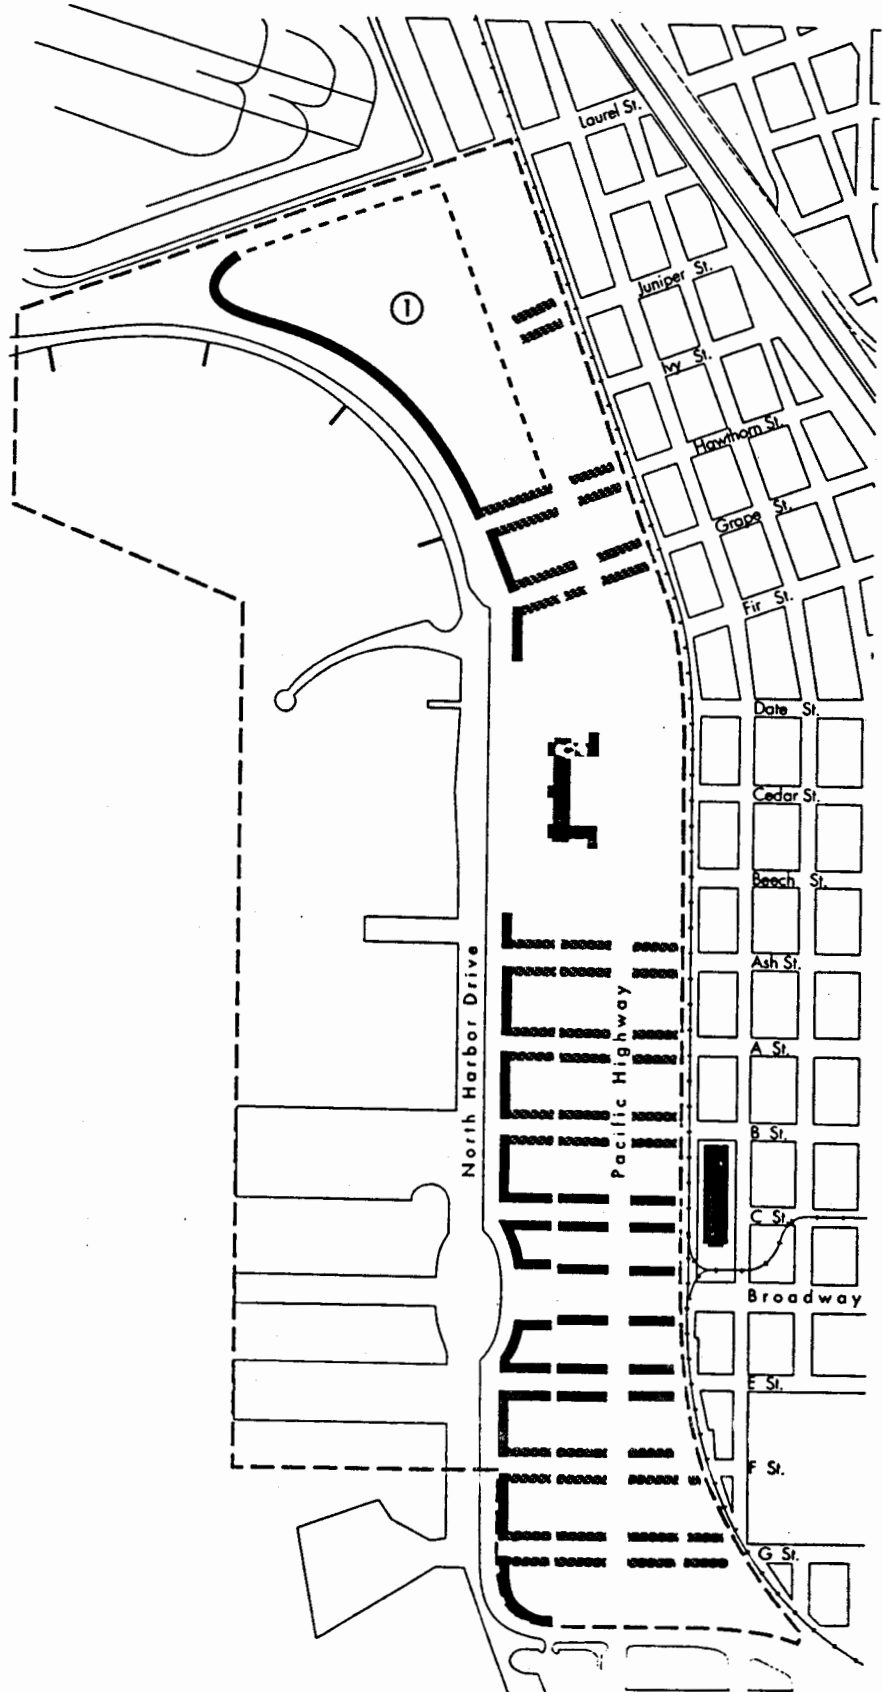 Laurel St.
Juniper St.
①
Ivy St.
Hawthorn St.
Grape St.
Fir St.
Date St.
Cedar St.
Beech St.
North Harbor Drive
Ash St.
Pacific Highway
A St.
B St.
C St.
Broadway
E St.
F St.
G St.